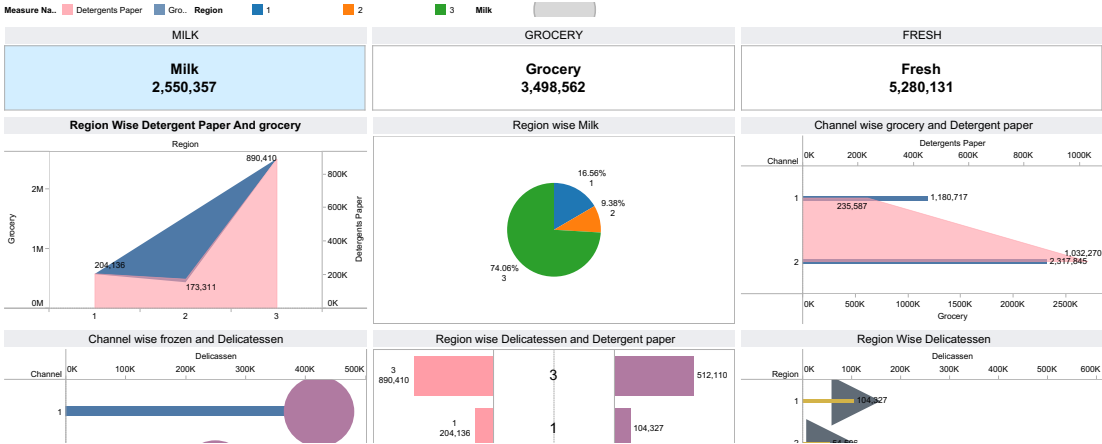 Measure Na.. Detergents Paper Gro.. Region 1 2 3 Milk
MILK GROCERY FRESH
Milk Grocery Fresh
2,550,357 3,498,562 5,280,131
Region Wise Detergent Paper And grocery
Region
890,410
2M
1M
0M
Grocery
204,136
173,311
800K
600K
400K
200K
0K
Detergents Paper
1 2 3
Region wise Milk
16.56%
1
9.38%
2
74.06%
3
Channel wise grocery and Detergent paper
Detergents Paper
Channel 0K 200K 400K 600K 800K 1000K
1 1,180,717
235,587
1,032,270
2 2,317,845
0K 500K 1000K 1500K 2000K 2500K
Grocery
Channel wise frozen and Delicatessen
Delicassen
Channel 0K 100K 200K 300K 400K 500K
1
Region wise Delicatessen and Detergent paper
3
890,410
3
512,110
1
204,136
1
104,327
Region Wise Delicatessen
Delicassen
Region 0K 100K 200K 300K 400K 500K 600K
1 104,327